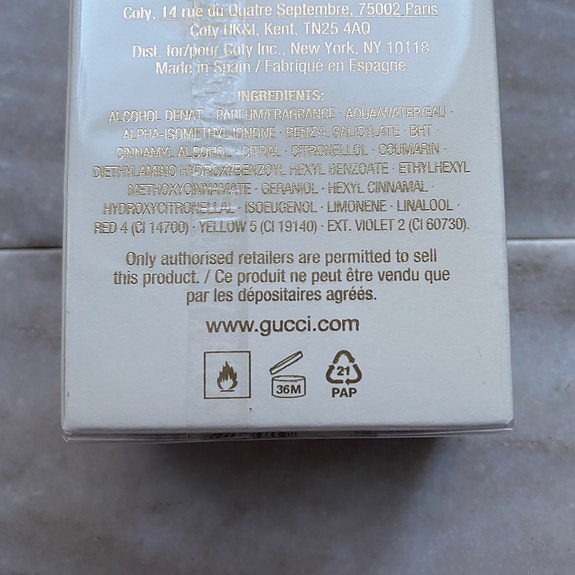 Coty, 14 rue du Quatre Septembre, 75002 Paris
Coty UK&I, Kent, TN25 4AQ
Dist. for/pour Coty Inc., New York, NY 10118
Made in Spain / Fabriqué en Espagne
INGREDIENTS:
ALCOHOL DENAT · PARFUM/FRAGRANCE · AQUA/WATER/EAU ·
ALPHA-ISOMETHYL IONONE · BENZYL SALICYLATE · BHT ·
CINNAMYL ALCOHOL · CITRAL · CITRONELLOL · COUMARIN ·
DIETHYLAMINO HYDROXYBENZOYL HEXYL BENZOATE · ETHYLHEXYL
METHOXYCINNAMATE · GERANIOL · HEXYL CINNAMAL ·
HYDROXYCITRONELLAL · ISOEUGENOL · LIMONENE · LINALOOL ·
RED 4 (CI 14700) · YELLOW 5 (CI 19140) · EXT. VIOLET 2 (CI 60730).
Only authorised retailers are permitted to sell
this product. / Ce produit ne peut être vendu que
par les dépositaires agréés.
www.gucci.com
36M
21
PAP